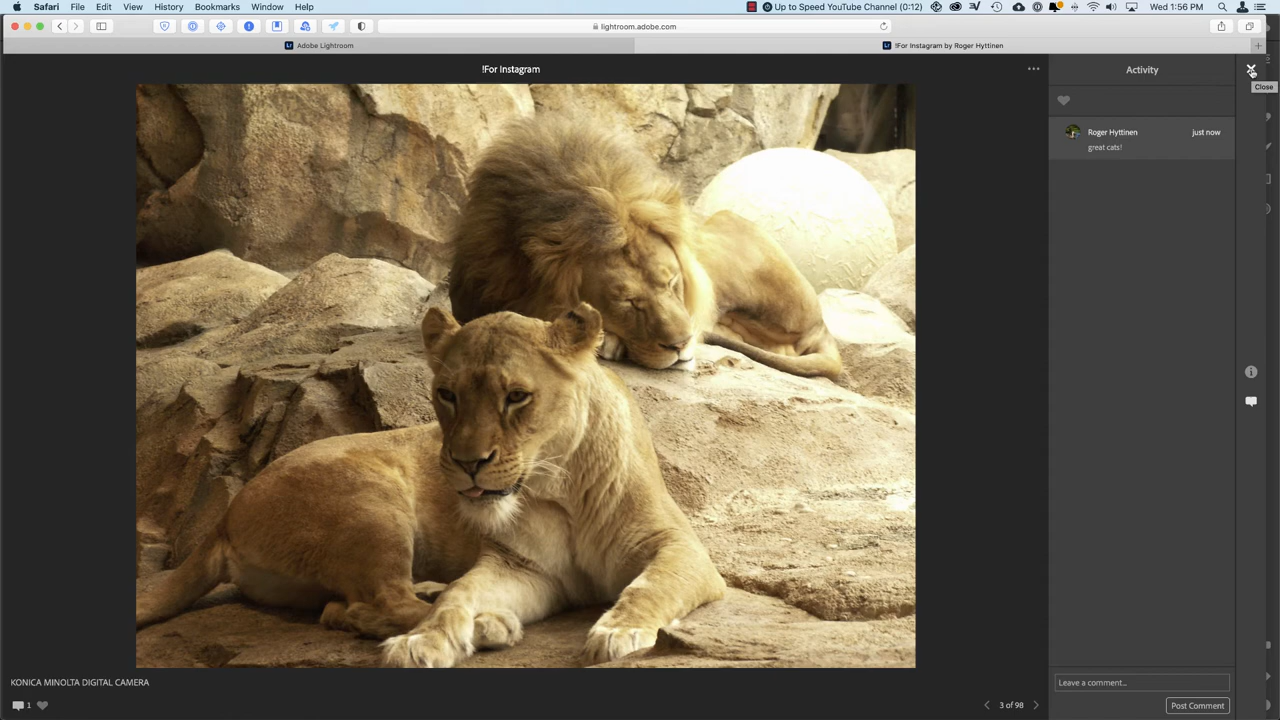 Safari File Edit View History Bookmarks Window Help Up to Speed YouTube Channel (0:12) Wed 1:56 PM
lightroom.adobe.com
Lr Adobe Lightroom Lr !For Instagram by Roger Hyttinen
!For Instagram
Activity
Close
Roger Hyttinen just now
great cats!
KONICA MINOLTA DIGITAL CAMERA
Leave a comment...
1
3 of 98
Post Comment